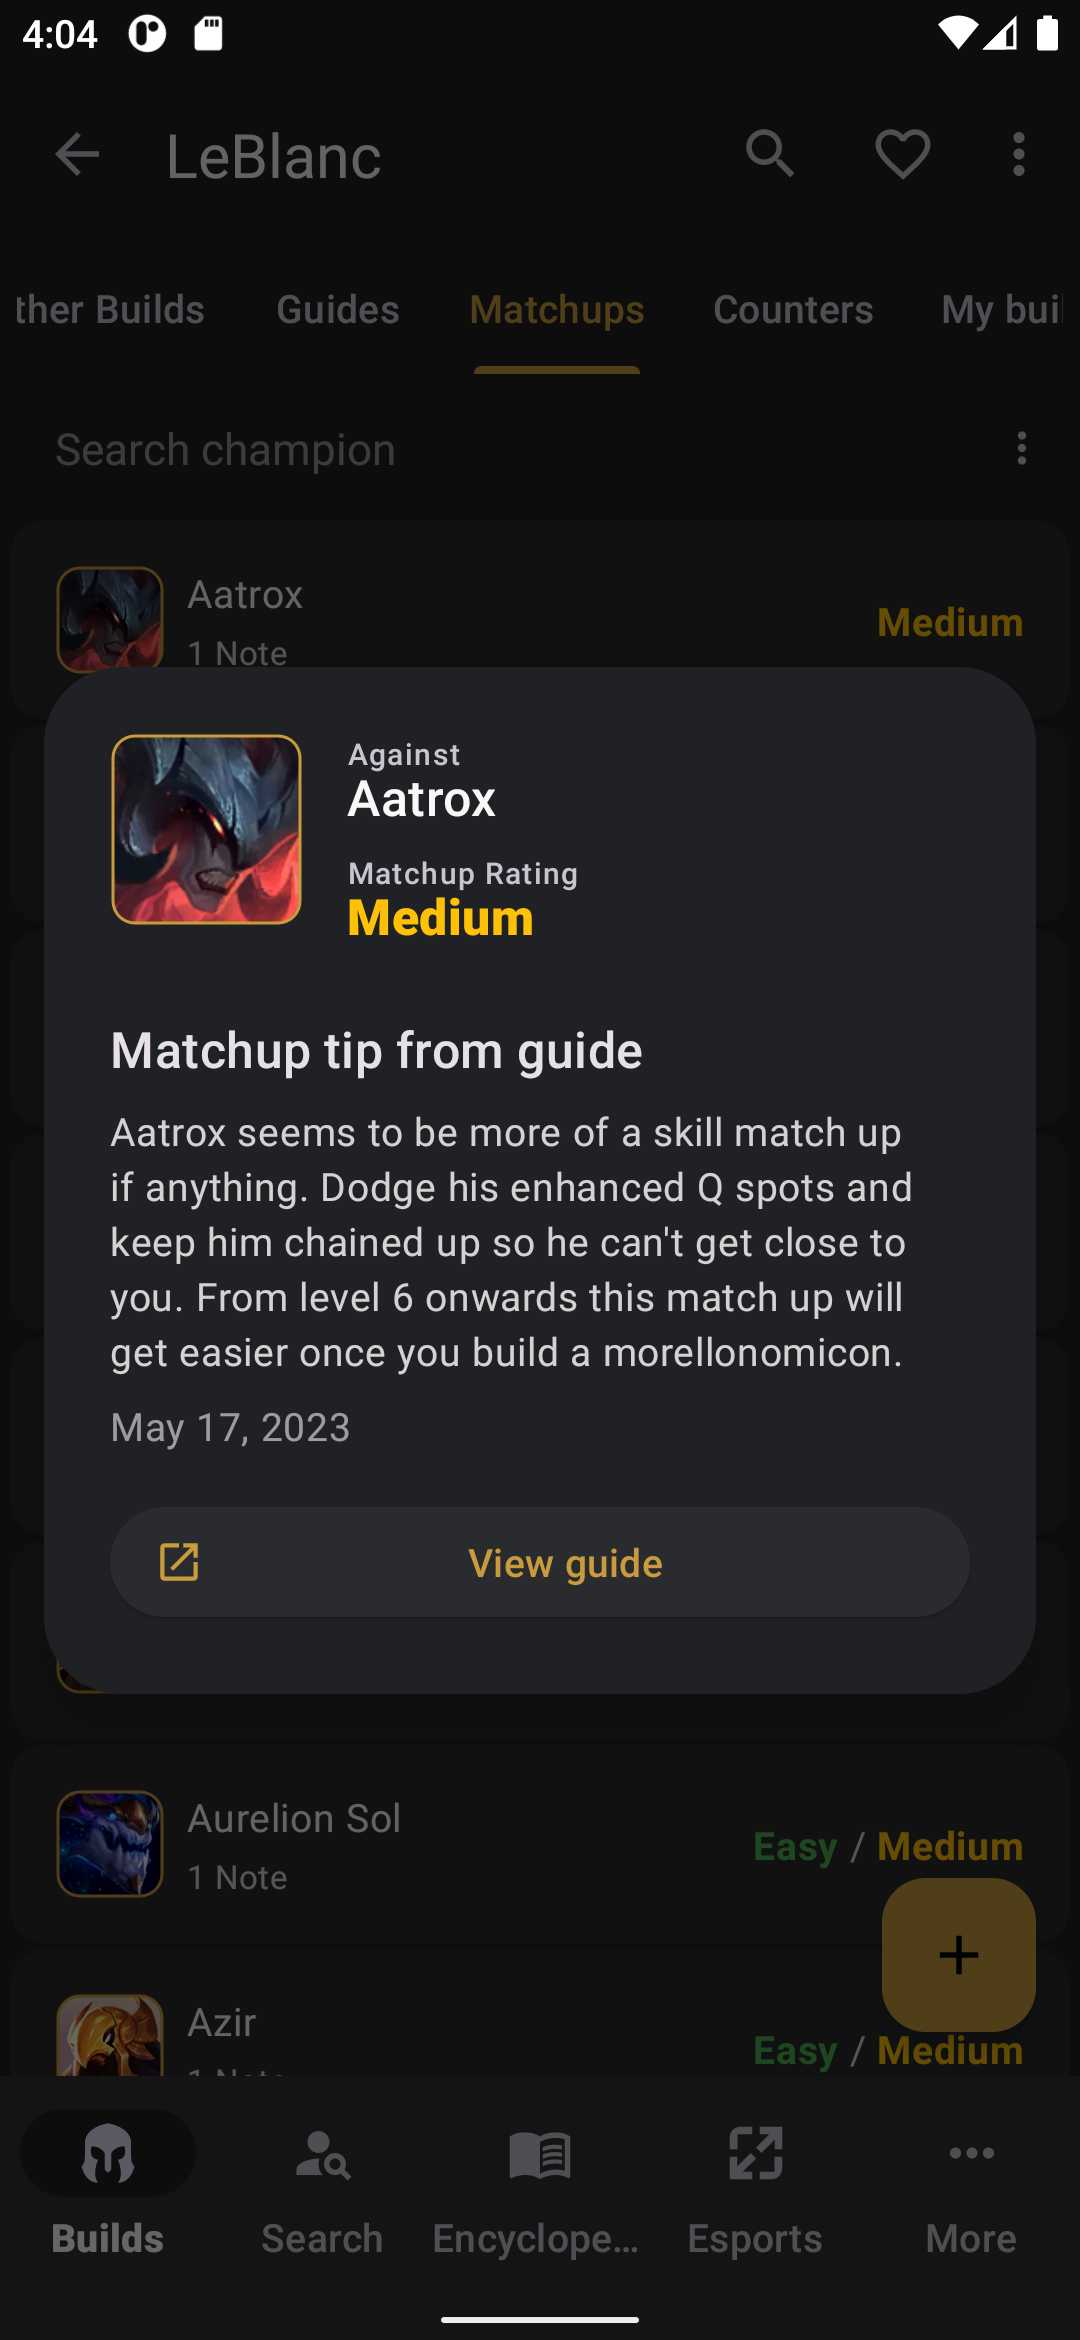 4:04
LeBlanc
ther Builds Guides Matchups Counters My bui
Search champion
Aatrox
1 Note
Medium
Against
Aatrox
Matchup Rating
Medium
Matchup tip from guide
Aatrox seems to be more of a skill match up
if anything. Dodge his enhanced Q spots and
keep him chained up so he can't get close to
you. From level 6 onwards this match up will
get easier once you build a morellonomicon.
May 17, 2023
View guide
Aurelion Sol
1 Note
Easy / Medium
Azir
1 Note
Easy / Medium
Builds Search Encyclope... Esports More